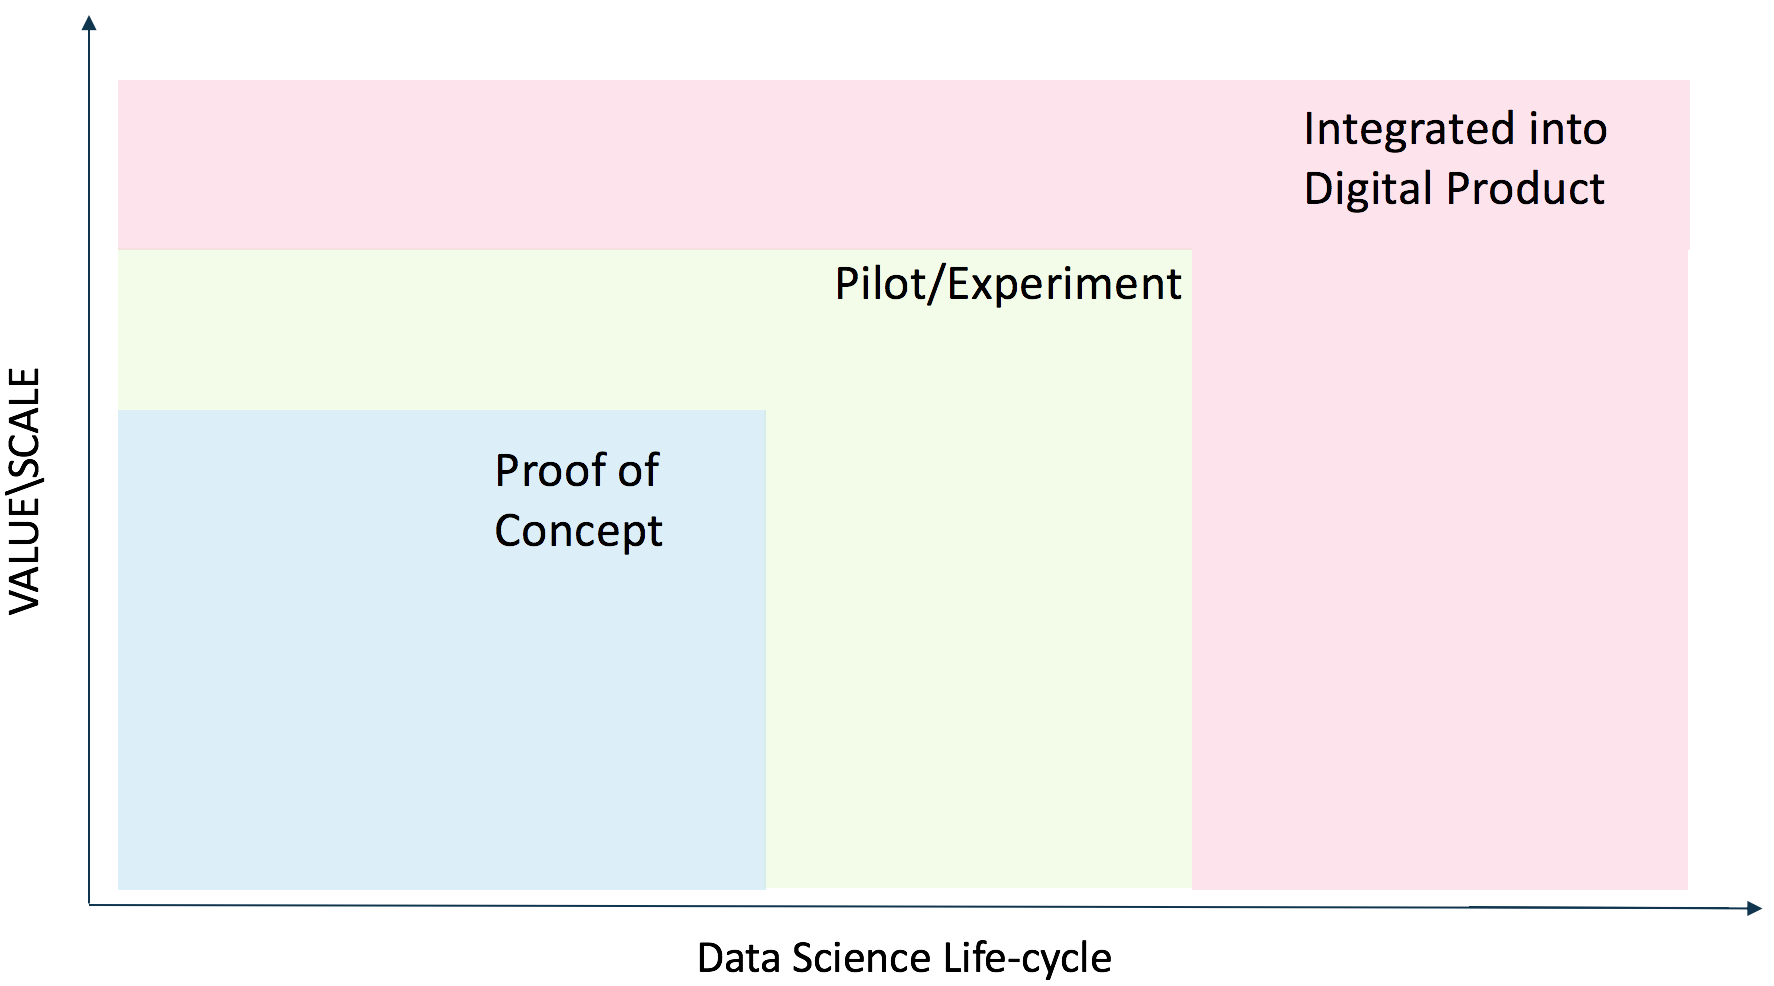 Integrated into
Digital Product
Pilot/Experiment
Proof of
Concept
VALUE\SCALE
Data Science Life-cycle